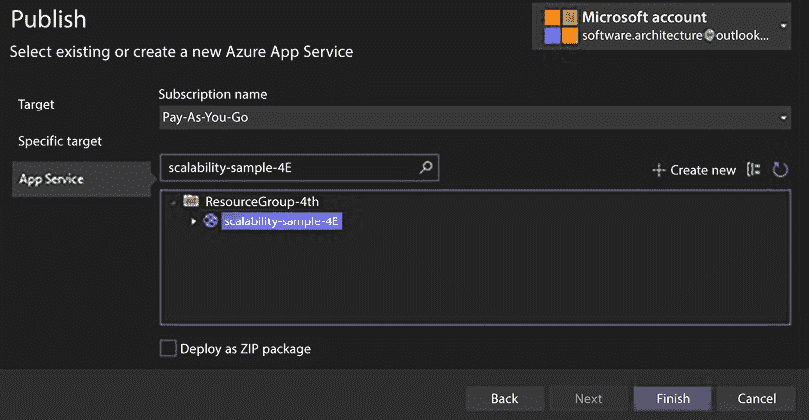 Publish
Microsoft account
software.architecture@outlook...
Select existing or create a new Azure App Service
Target
Specific target
App Service
Subscription name
Pay-As-You-Go
scalability-sample-4E
Create new
ResourceGroup-4th
scalability-sample-4E
Deploy as ZIP package
Back
Next
Finish
Cancel